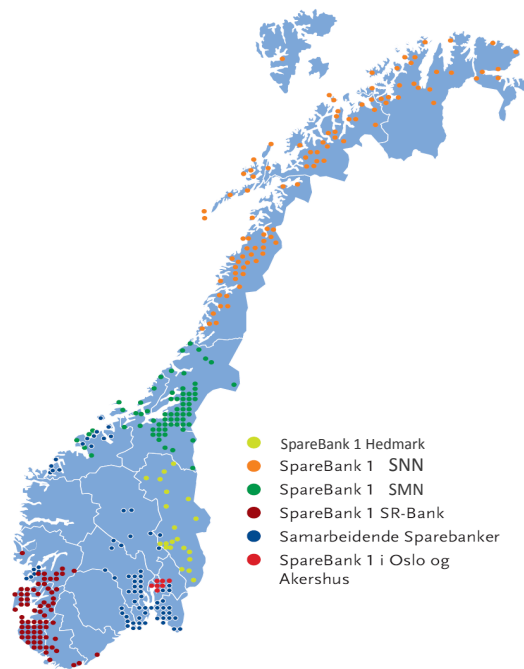 SpareBank 1 Hedmark
SpareBank 1 SNN
SpareBank 1 SMN
SpareBank 1 SR-Bank
Samarbeidende Sparebanker
SpareBank 1 i Oslo og
Akershus